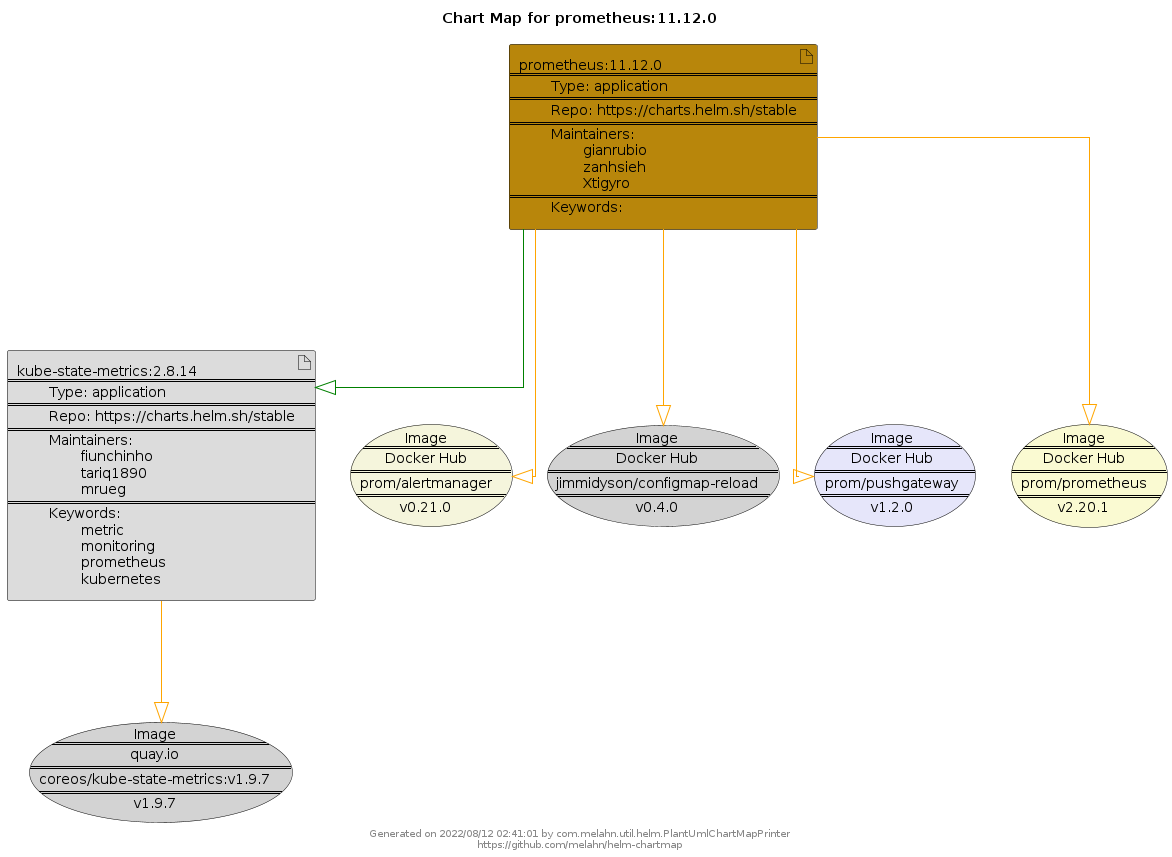 Chart Map for prometheus:11.12.0
prometheus:11.12.0
Type: application
Repo: https://charts.helm.sh/stable
Maintainers:
gianrubio
zanhsieh
Xtigyro
Keywords:
kube-state-metrics:2.8.14
Type: application
Repo: https://charts.helm.sh/stable
Maintainers:
fiunchinho
tariq1890
mrueg
Keywords:
metric
monitoring
prometheus
kubernetes
Image
Docker Hub
prom/alertmanager
v0.21.0
Image
Docker Hub
jimmidyson/configmap-reload
v0.4.0
Image
Docker Hub
prom/pushgateway
v1.2.0
Image
Docker Hub
prom/prometheus
v2.20.1
Image
quay.io
coreos/kube-state-metrics:v1.9.7
v1.9.7
Generated on 2022/08/12 02:41:01 by com.melahn.util.helm.PlantUmlChartMapPrinter
https://github.com/melahn/helm-chartmap